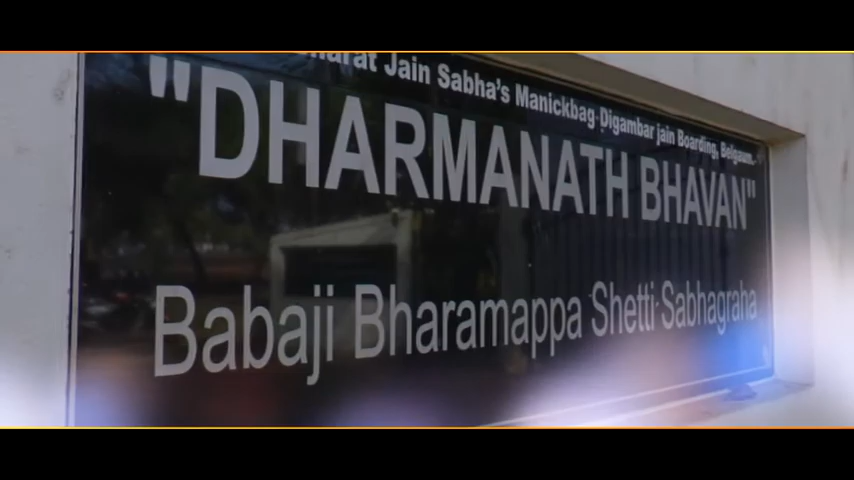 Jain Sabha's Manickbag-Digambar jain Boarding, Belgaum.
"DHARMANATH BHAVAN"
Babaji Bharamappa Shetti Sabhagraha